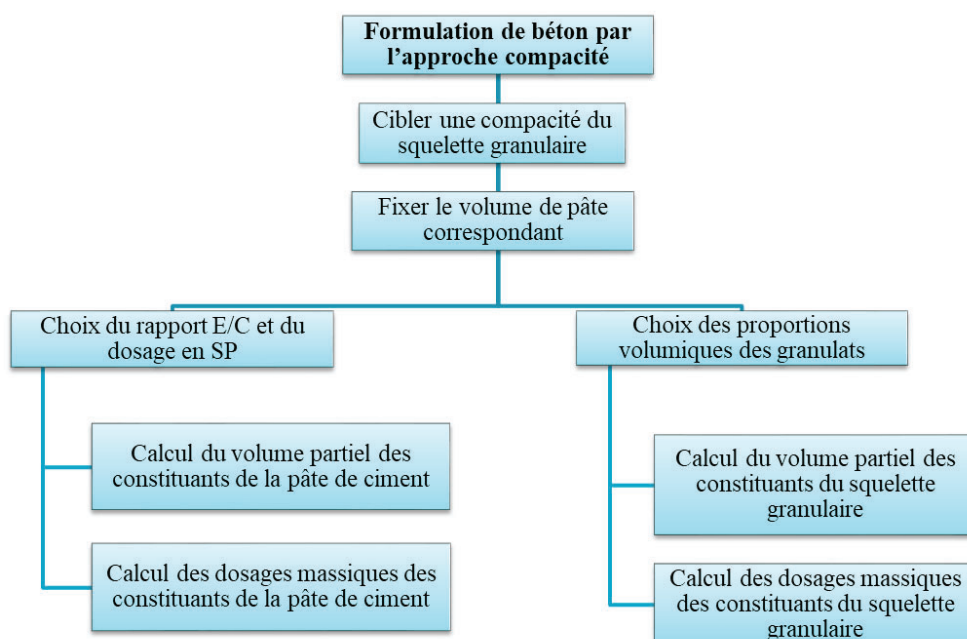 Formulation de béton par
l'approche compacité
Cibler une compacité du
squelette granulaire
Fixer le volume de pâte
correspondant
Choix du rapport E/C et du
dosage en SP
Calcul du volume partiel des
constituants de la pâte de ciment
Calcul des dosages massiques des
constituants de la pâte de ciment
Choix des proportions
volumiques des granulats
Calcul du volume partiel des
constituants du squelette
granulaire
Calcul des dosages massiques
des constituants du squelette
granulaire